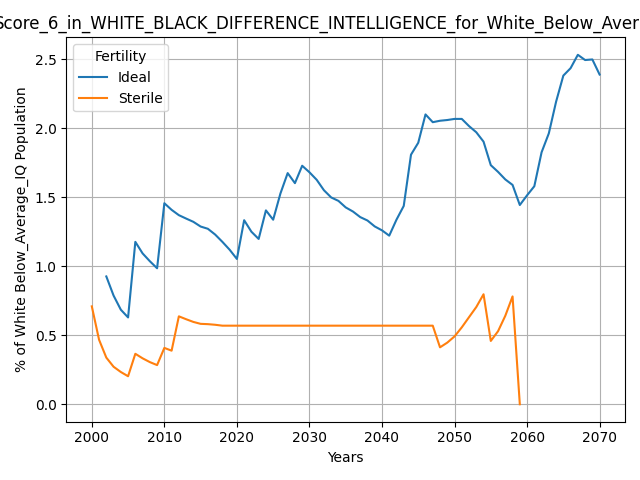 Score_6_in_WHITE_BLACK_DIFFERENCE_INTELLIGENCE_for_White_Below_Aver
Fertility
Ideal
Sterile
% of White Below_Average_IQ Population
2.5
2.0
1.5
1.0
0.5
0.0
2000 2010 2020 2030 2040 2050 2060 2070
Years